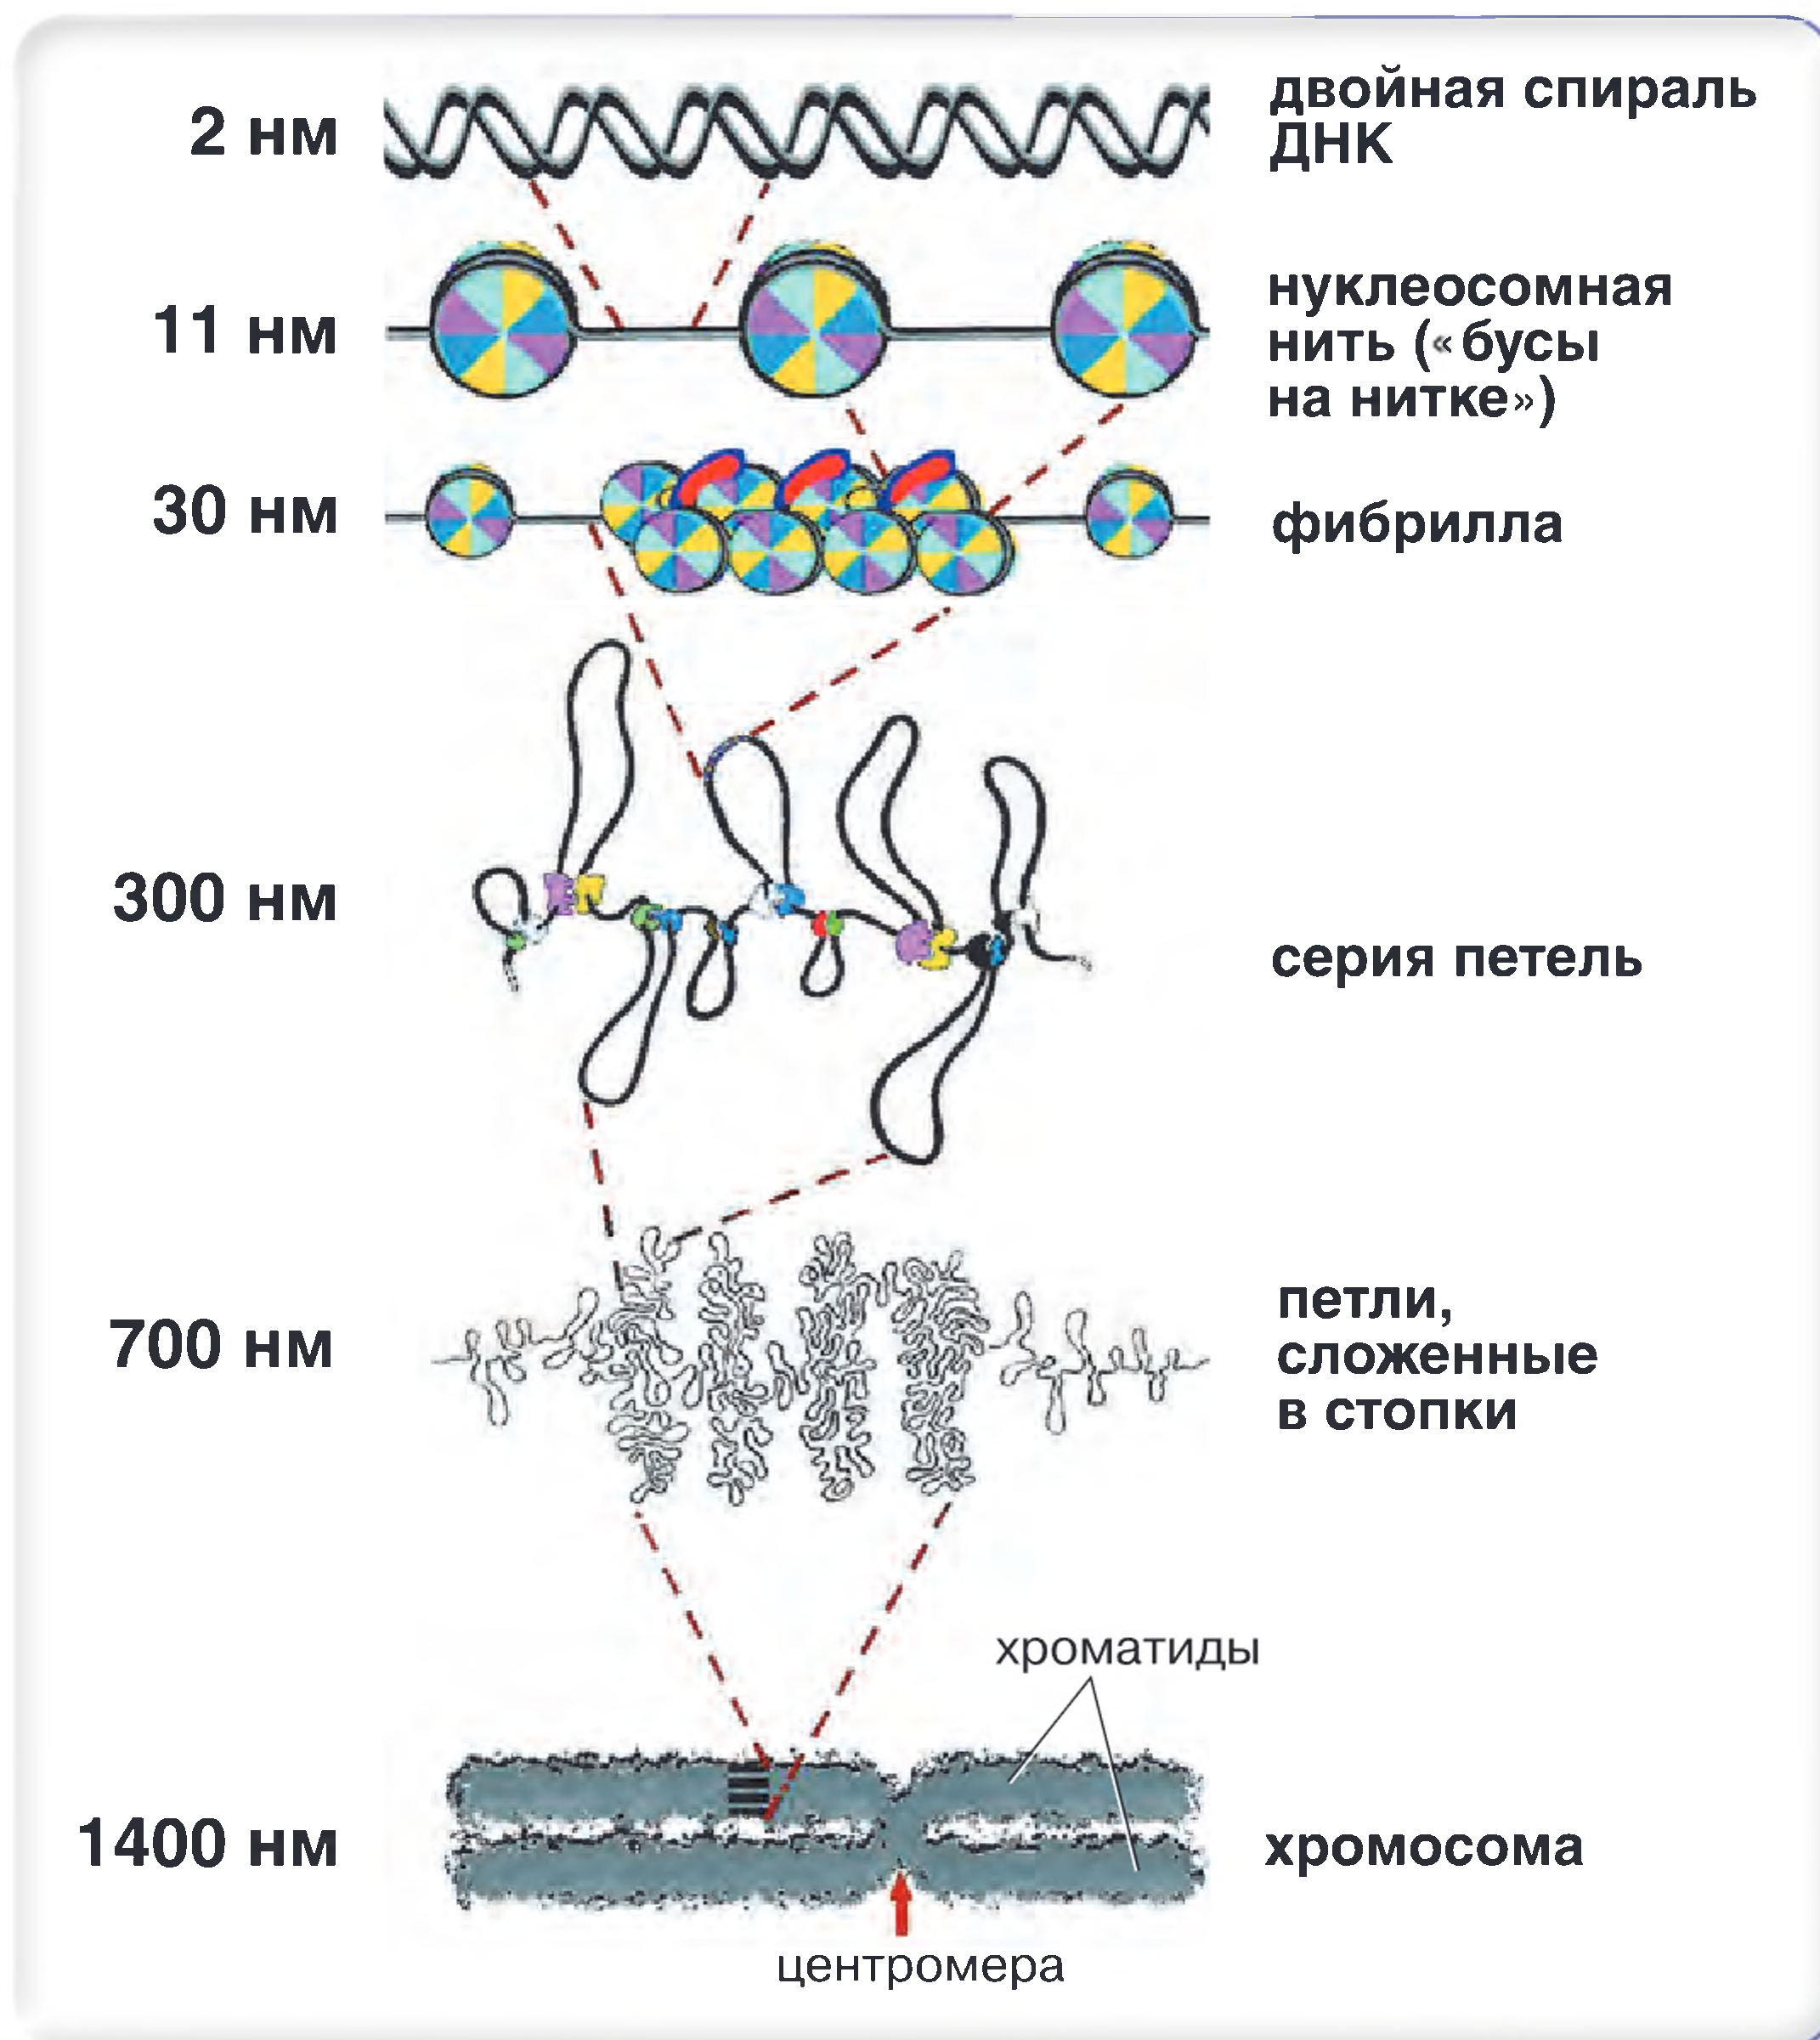 2 нм
двойная спираль
ДНК
11 нм
нуклеосомная
нить («бусы
на нитке»)
30 нм
фибрилла
300 нм
серия петель
700 нм
петли,
сложенные
в стопки
хроматиды
1400 нм
хромосома
центромера